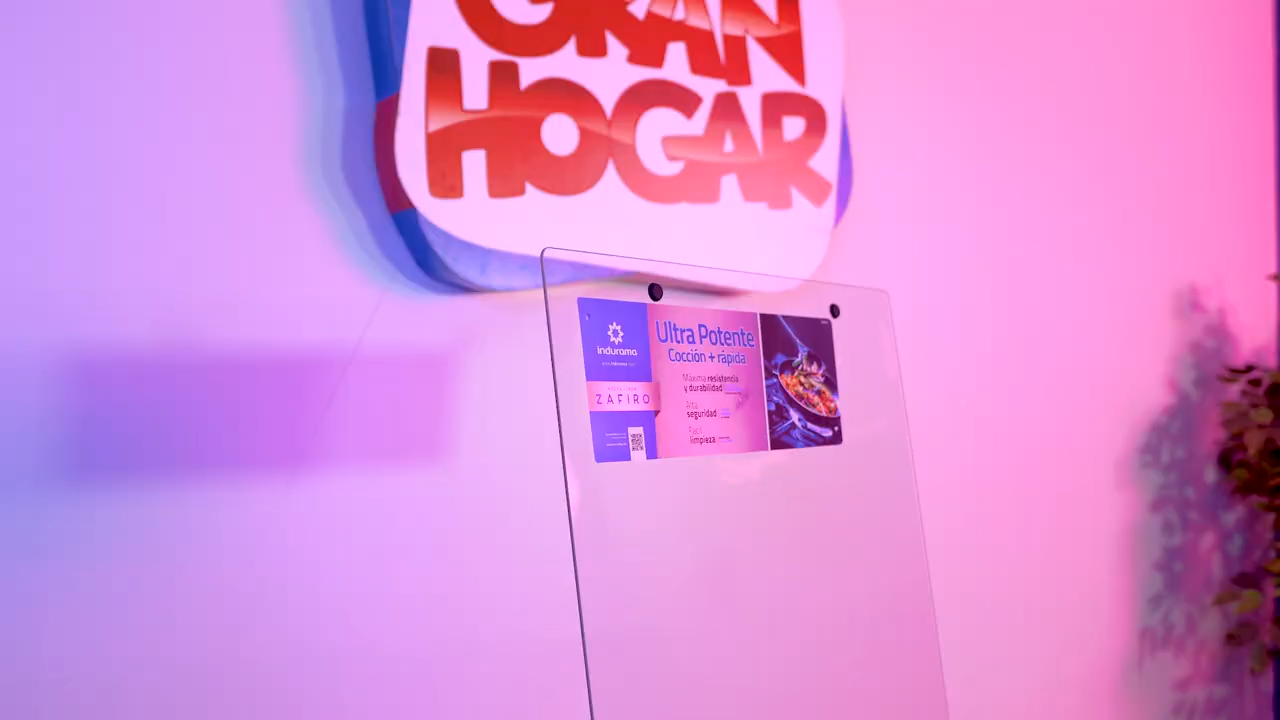 GRAN
HOGAR
indurama
ZAFIRO
Ultra Potente
Cocción + rápida
Máxima resistencia
y durabilidad
Alta
seguridad
Fácil
limpieza